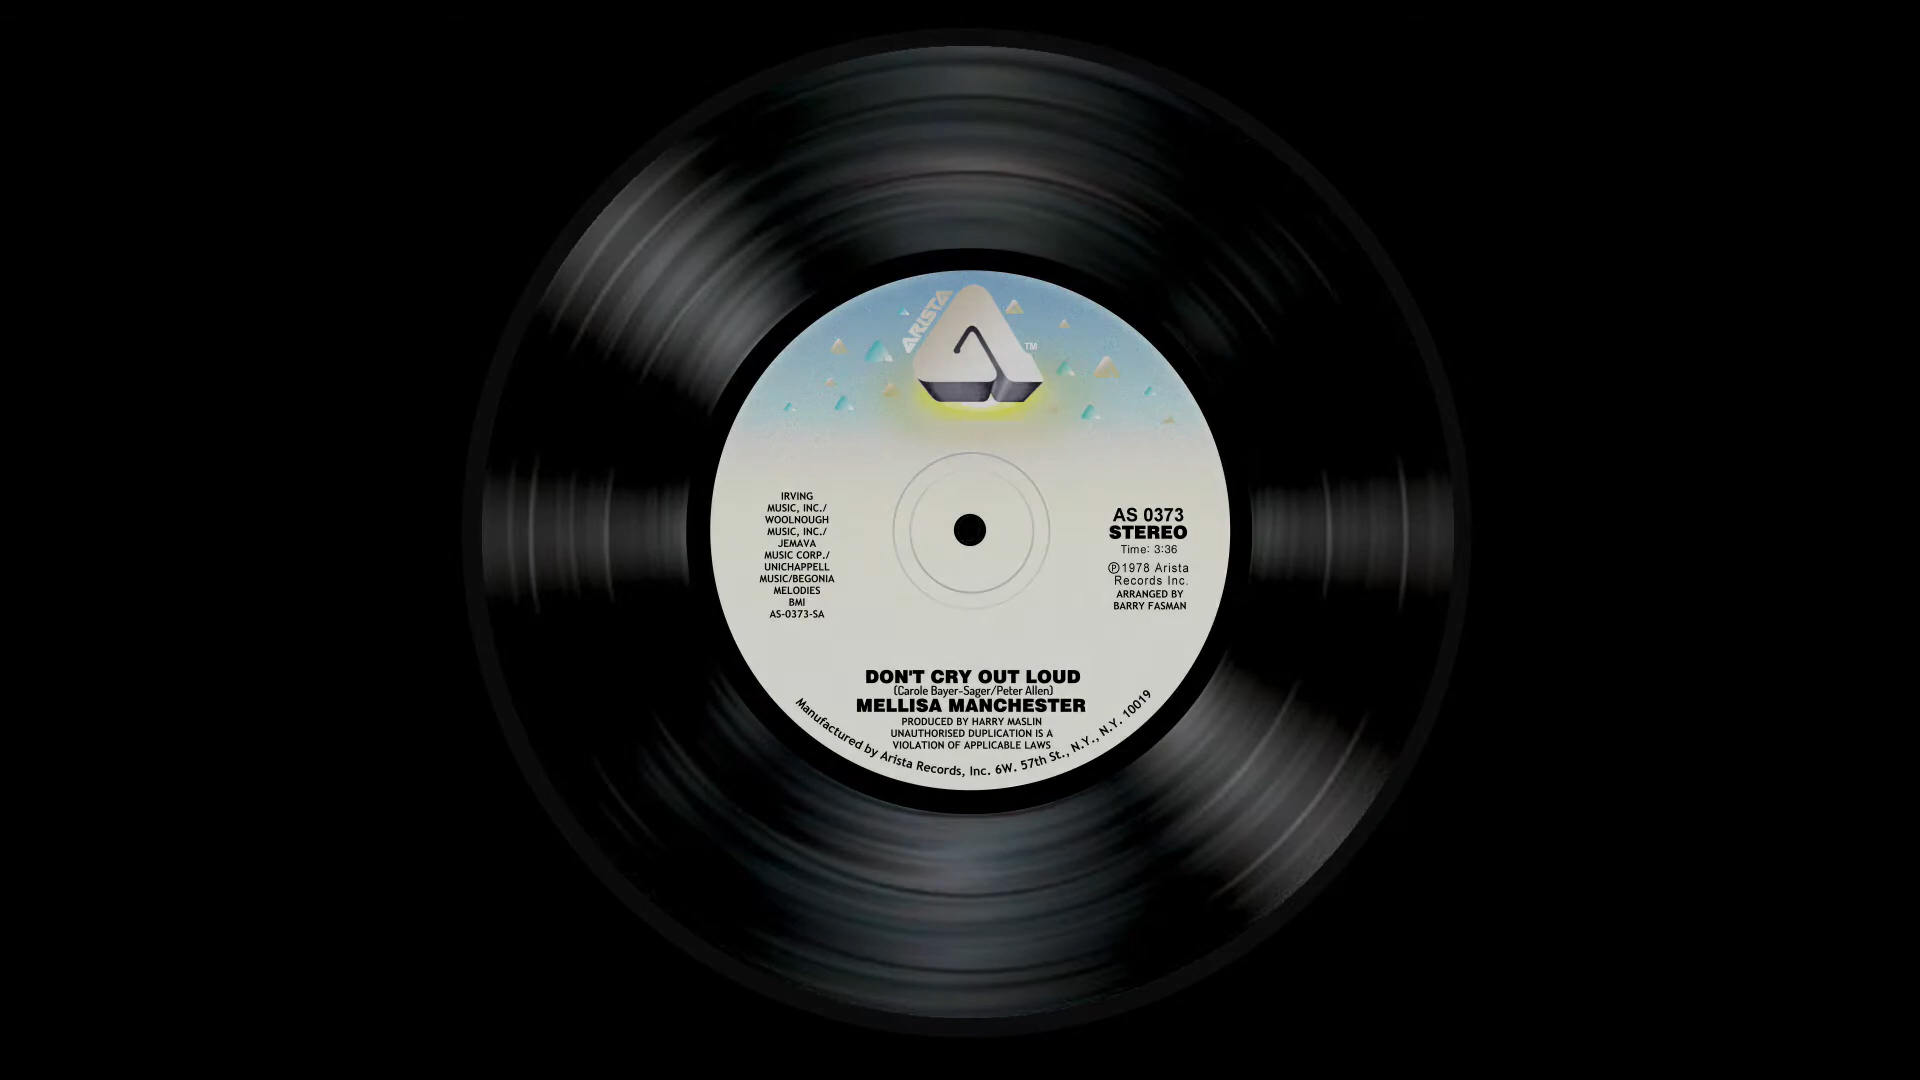 ARISTA
TM
IRVING
MUSIC, INC./
WOOLNOUGH
MUSIC, INC./
JEMAVA
MUSIC CORP./
UNICHAPPELL
MUSIC/BEGONIA
MELODIES
BMI
AS-0373-SA
AS 0373
STEREO
Time: 3:36
℗1978 Arista
Records Inc.
ARRANGED BY
BARRY FASMAN
DON'T CRY OUT LOUD
(Carole Bayer-Sager/Peter Allen)
MELLISA MANCHESTER
PRODUCED BY HARRY MASLIN
UNAUTHORISED DUPLICATION IS A
VIOLATION OF APPLICABLE LAWS
Manufactured by Arista Records, Inc. 6W. 57th St., N.Y., N.Y. 10019